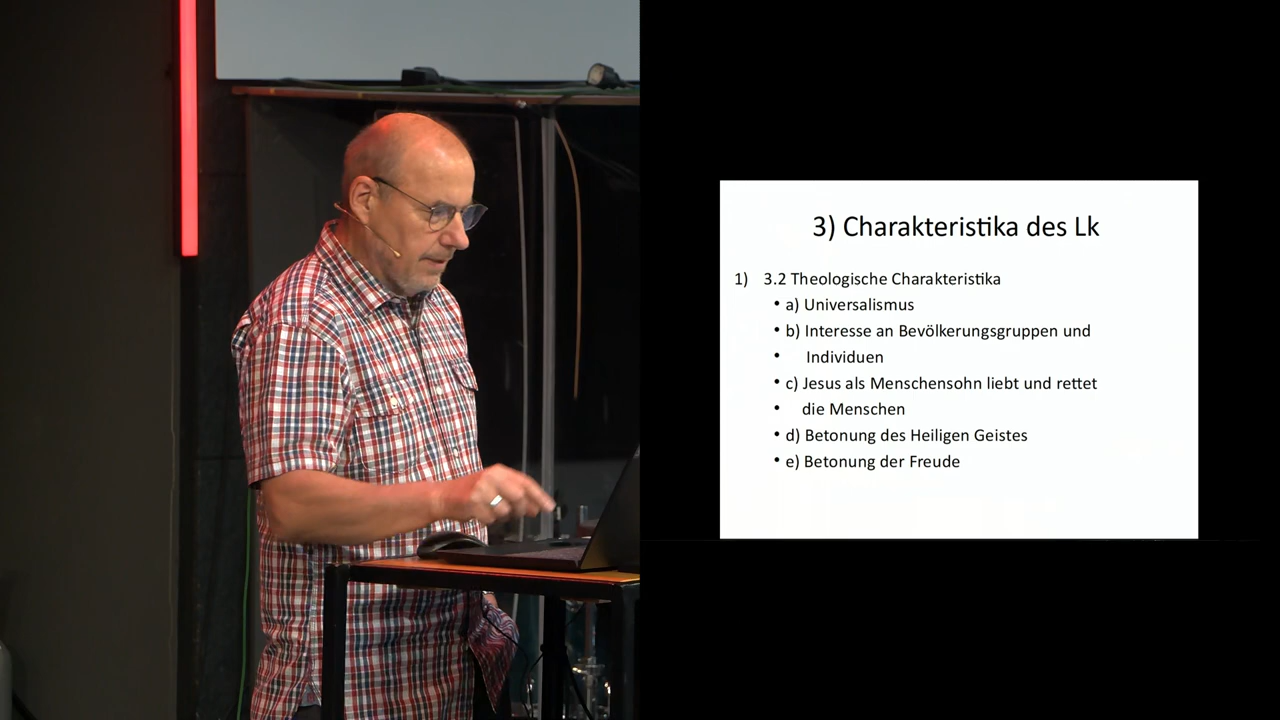 3) Charakteristika des Lk
1) 3.2 Theologische Charakteristika
• a) Universalismus
• b) Interesse an Bevölkerungsgruppen und
• Individuen
• c) Jesus als Menschensohn liebt und rettet
• die Menschen
• d) Betonung des Heiligen Geistes
• e) Betonung der Freude